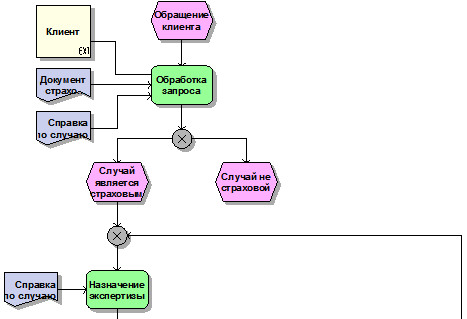 Обращение
клиента
Клиент
EXT
Документ
страхо
Обработка
запроса
Справка
по случаю
Случай
является
страховым
Случай не
страховой
Справка
по случаю
Назначение
экспертизы